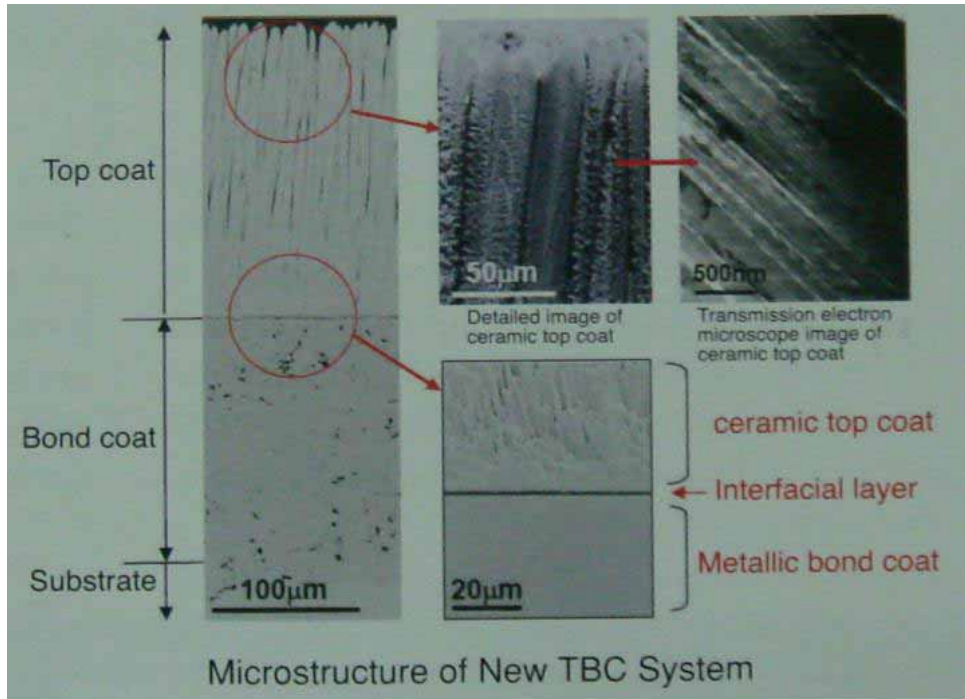 Top coat
Bond coat
Substrate
100μm
50μm
Detailed image of
ceramic top coat
500nm
Transmission electron
microscope image of
ceramic top coat
20μm
ceramic top coat
Interfacial layer
Metallic bond coat
Microstructure of New TBC System